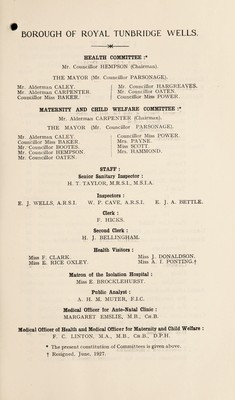 BOROUGH OF ROYAL TUNBRIDGE WELLS.
HEALTH COMMITTEE :*
Mr. Councillor HEMPSON (Chairman).
THE MAYOR (Mr. Councillor PARSONAGE).
Mr. Alderman CALEY.
Mr. Alderman CARPENTER.
Councillor Miss BAKER.
Mr. Councillor HARGREAVES.
Mr. Councillor OATEN.
Councillor Miss POWER.
MATERNITY AND CHILD WELFARE COMMITTEE :*
Mr. Alderman CARPENTER (Chairman).
THE MAYOR (Mr. Councillor PARSONAGE).
Mr. Alderman CALEY.
Councillor Miss BAKER.
Mr. Councillor BOOTES.
Mr. Councillor HEMPSON.
Mr. Councillor OATEN
Councillor Miss POWER.
Mrs. PAYNE.
Miss SCOTT.
Mrs. HAMMOND.
STAFF :
Senior Sanitary Inspector :
H. T. TAYLOR, M.R.S.I., M.S.I.A.
Inspectors :
E. J. WELLS, A.R.S.I. W. P. CAVE, A.R.S.I. E. J. A. BETTLE.
Clerk :
F. HICKS.
Second Clerk :
H. J. BELLINGHAM.
Health Visitors :
Miss F. CLARK. Miss J. DONALDSON.
Miss E. RICE OXLEY. Miss A. I. PONTING.†
Matron of the Isolation Hospital :
Miss E. BROCKLEHURST.
Public Analyst :
A. H. M. MUTER, F.I.C.
Medical Officer for Ante-Natal Clinic :
MARGARET EMSLIE, M.B., Ch.B.
Medical Officer of Health and Medical Officer for Maternity and Child Welfare :
F. C. LINTON, M.A., M.B., Ch.B., D.P.H.
* The present constitution of Committees is given above.
† Resigned, June, 1927.